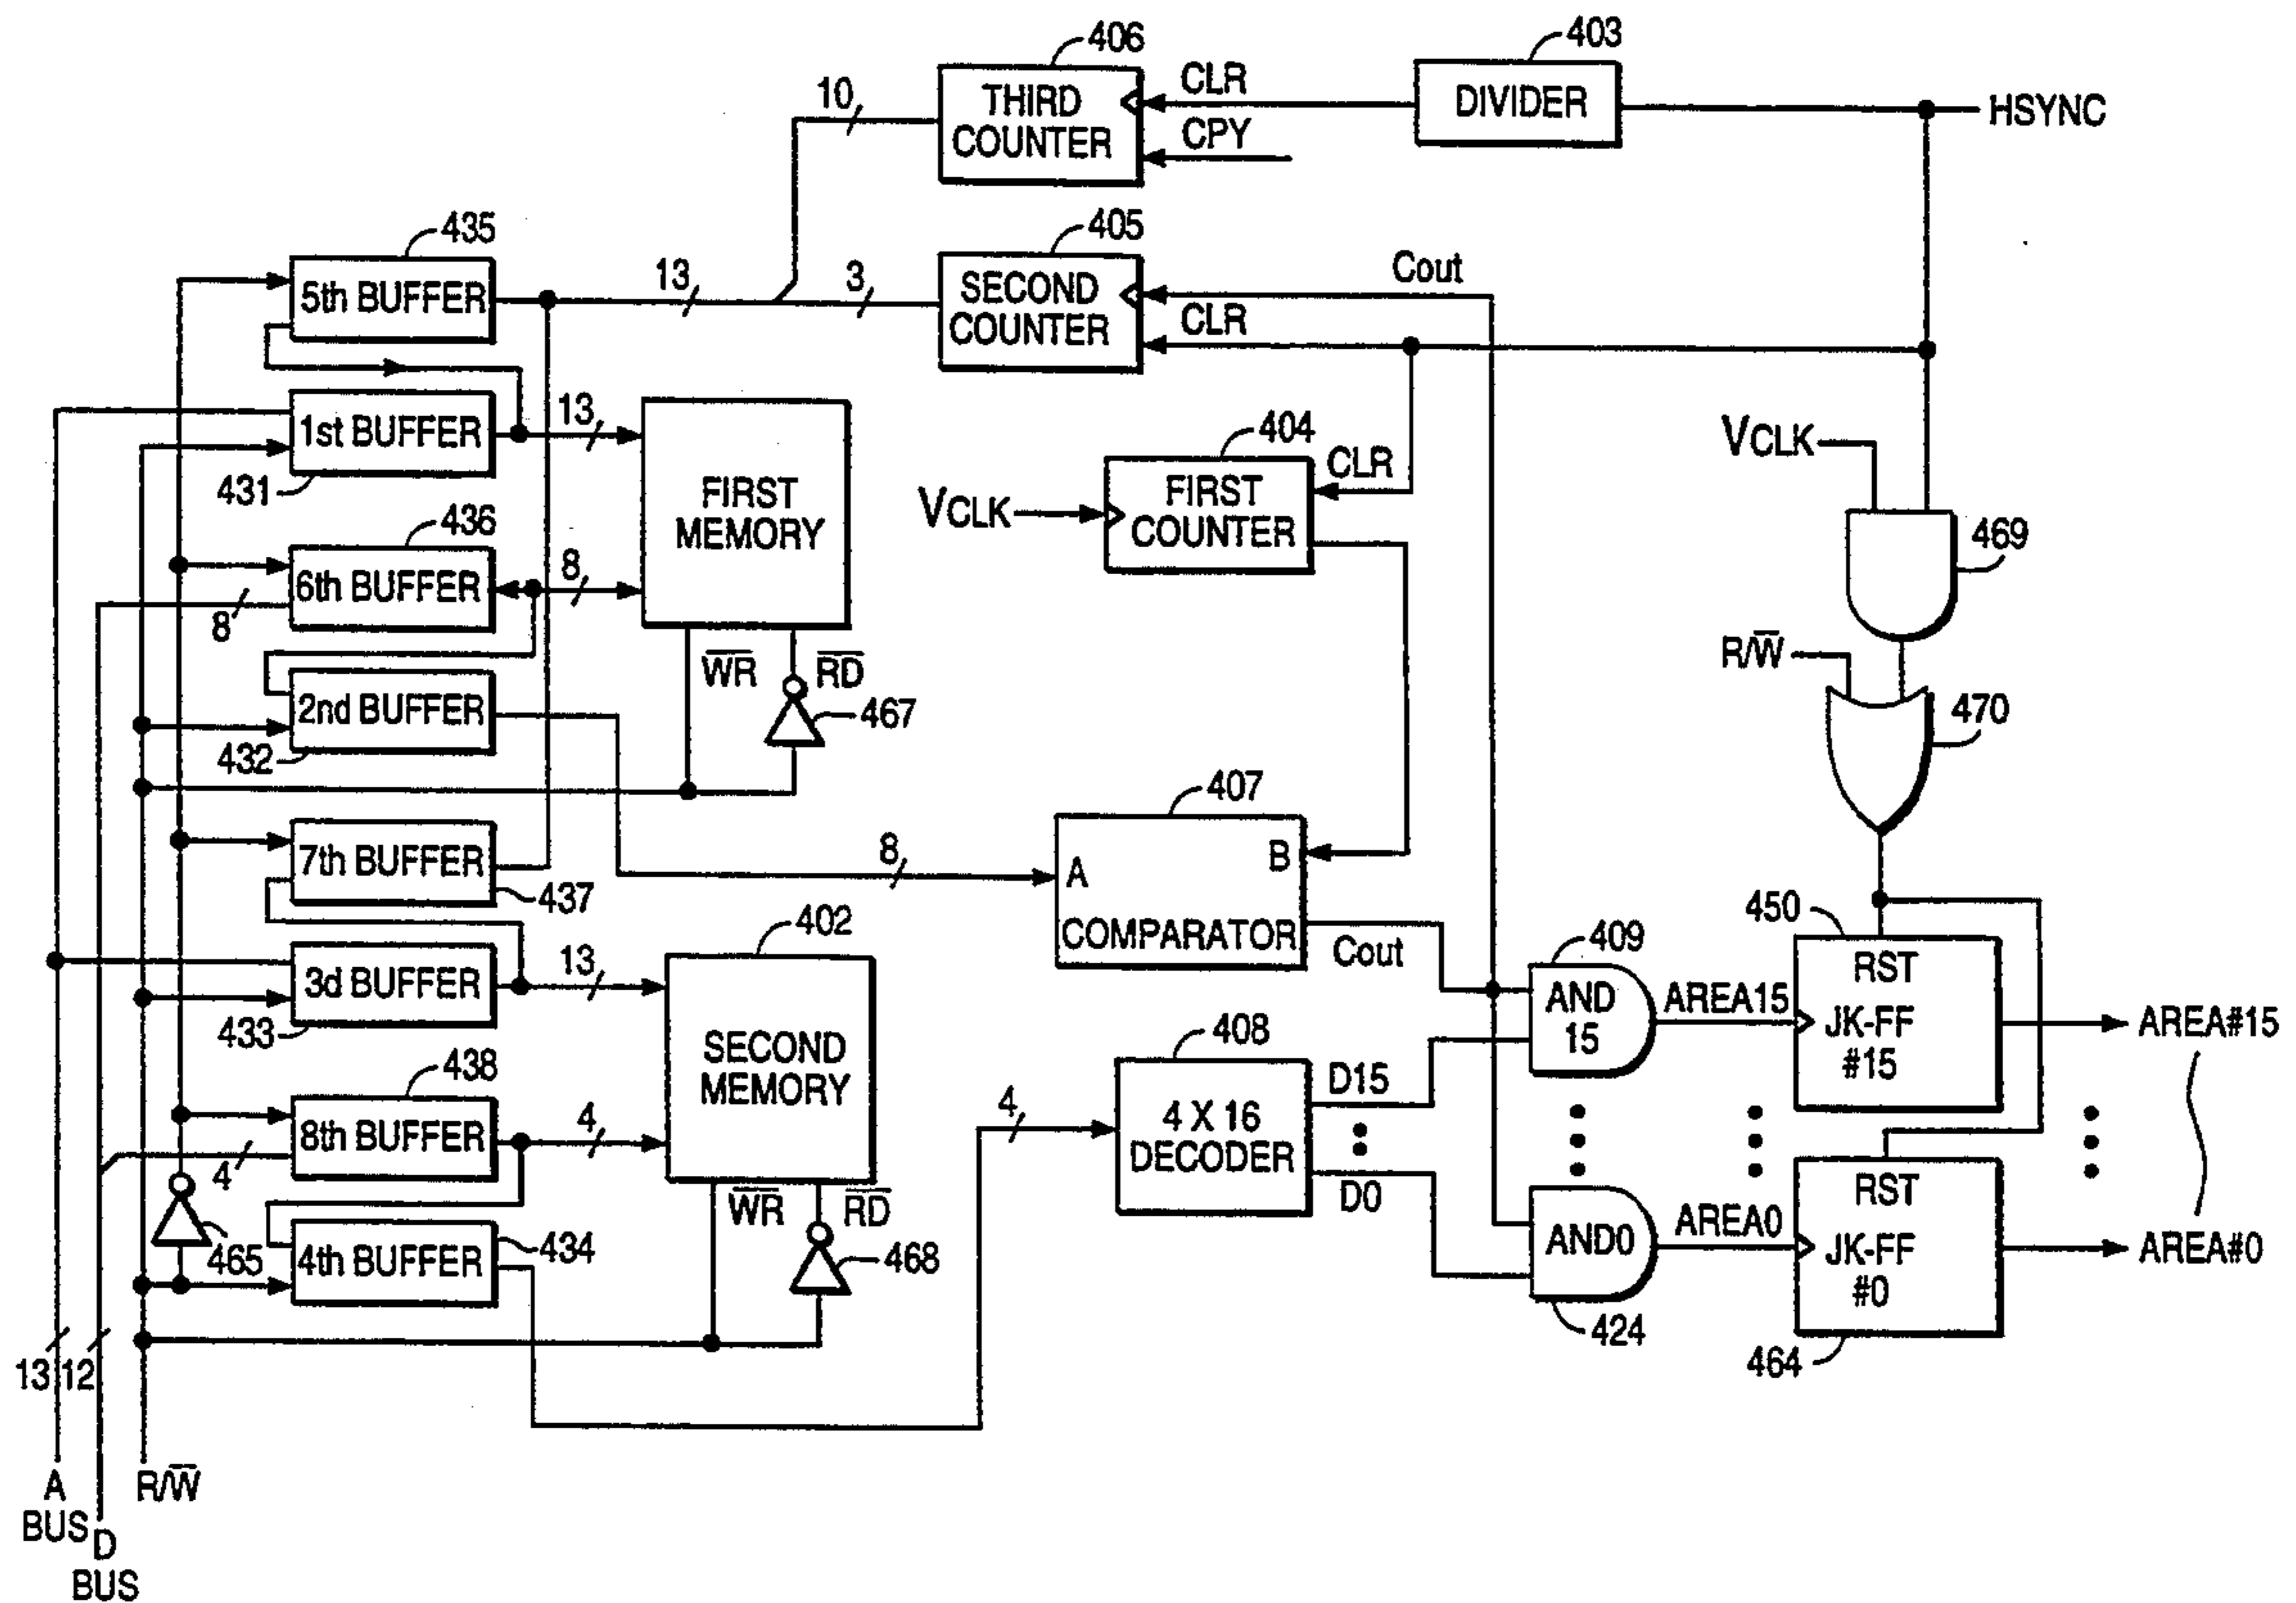 406
403
THIRD
COUNTER
10
CLR
CPY
DIVIDER
HSYNC
435
5th BUFFER
13
3
405
SECOND
COUNTER
Cout
CLR
1st BUFFER
431
13
FIRST
MEMORY
404
FIRST
COUNTER
VCLK
CLR
VCLK
469
436
6th BUFFER
8
8
2nd BUFFER
432
W̅R̅
R̅D̅
467
R/W̅
470
7th BUFFER
437
8
407
A
B
COMPARATOR
Cout
450
RST
JK-FF
#15
AREA#15
402
3d BUFFER
433
13
SECOND
MEMORY
409
AND
15
AREA15
438
8th BUFFER
4
4
408
4 X 16
DECODER
4
D15
D0
AND0
424
AREA0
RST
JK-FF
#0
464
AREA#0
465
4th BUFFER
434
W̅R̅
R̅D̅
468
13
12
A
BUS
D
BUS
R/W̅